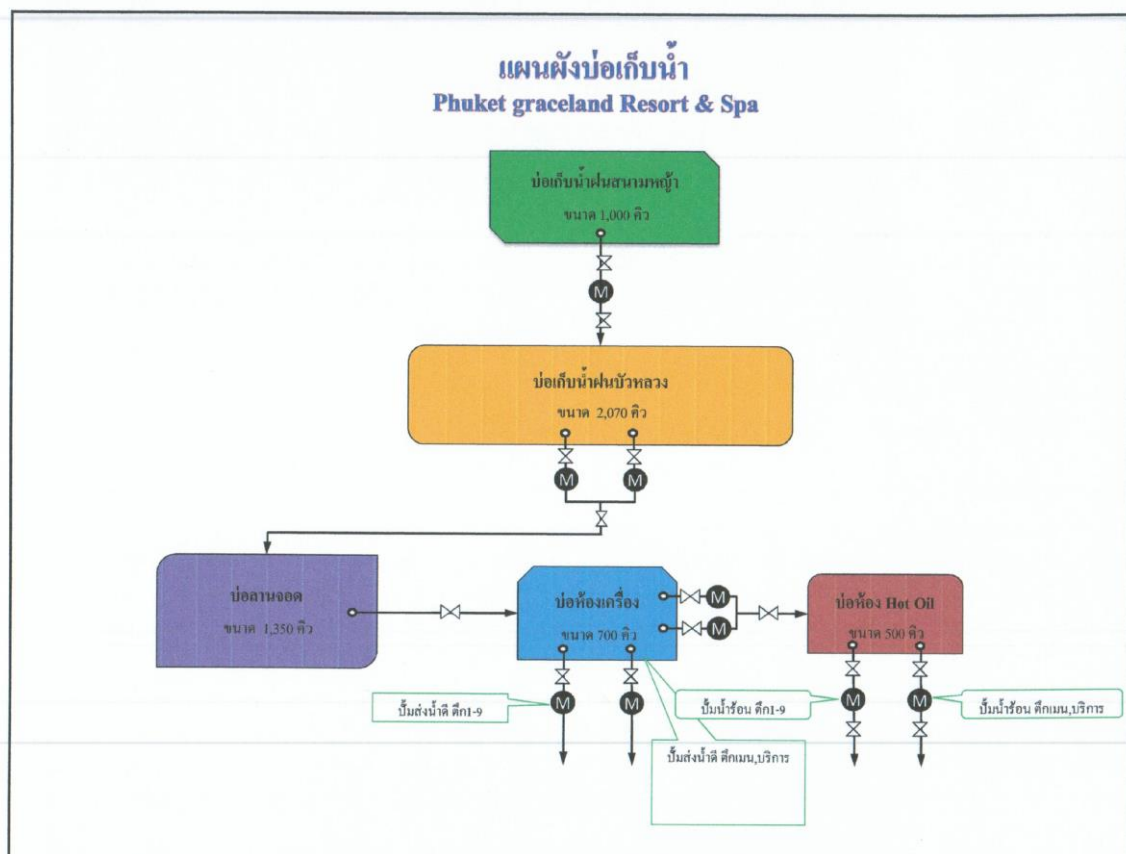 แผนผังบ่อเก็บน้ำ
Phuket graceland Resort & Spa
บ่อเก็บน้ำฝนสนามหญ้า
ขนาด 1,000 คิว
M
บ่อเก็บน้ำฝนบัวหลวง
ขนาด 2,070 คิว
M M
บ่อลานจอด
ขนาด 1,350 คิว
บ่อห้องเครื่อง
ขนาด 700 คิว
M
M
บ่อห้อง Hot Oil
ขนาด 500 คิว
ปั๊มส่งน้ำดี ตึก1-9
M M
ปั๊มน้ำร้อน ตึก1-9
M M
ปั๊มน้ำร้อน ตึกเมน,บริการ
ปั๊มส่งน้ำดี ตึกเมน,บริการ